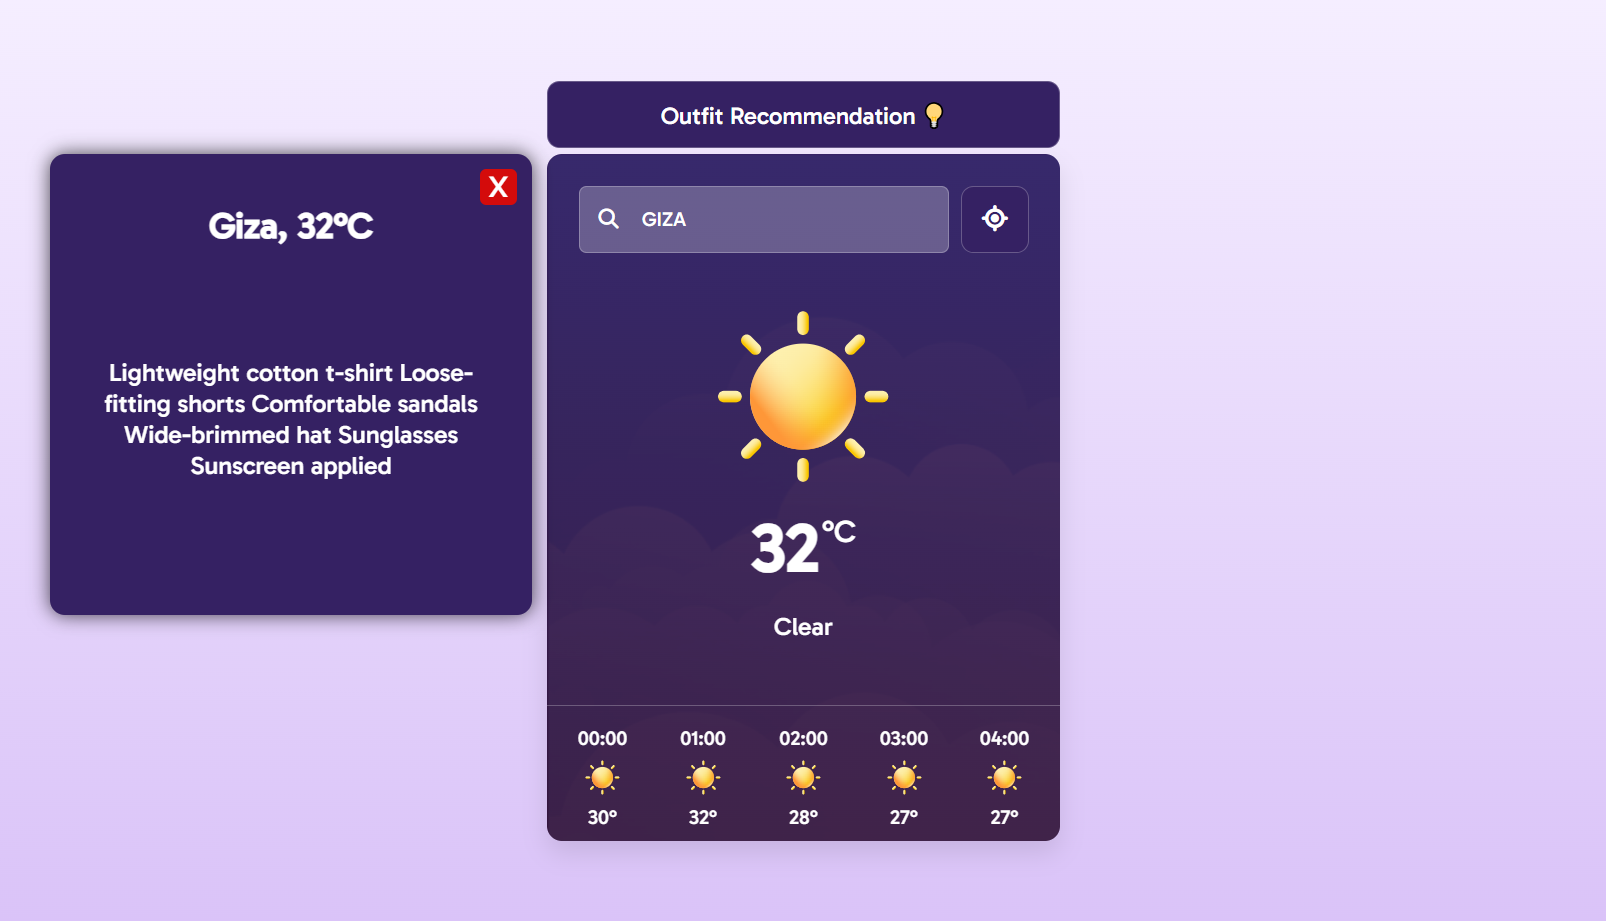 Outfit Recommendation 💡
X
Giza, 32°C
Lightweight cotton t-shirt Loose-
fitting shorts Comfortable sandals
Wide-brimmed hat Sunglasses
Sunscreen applied
GIZA
32°C
Clear
00:00 01:00 02:00 03:00 04:00
30° 32° 28° 27° 27°